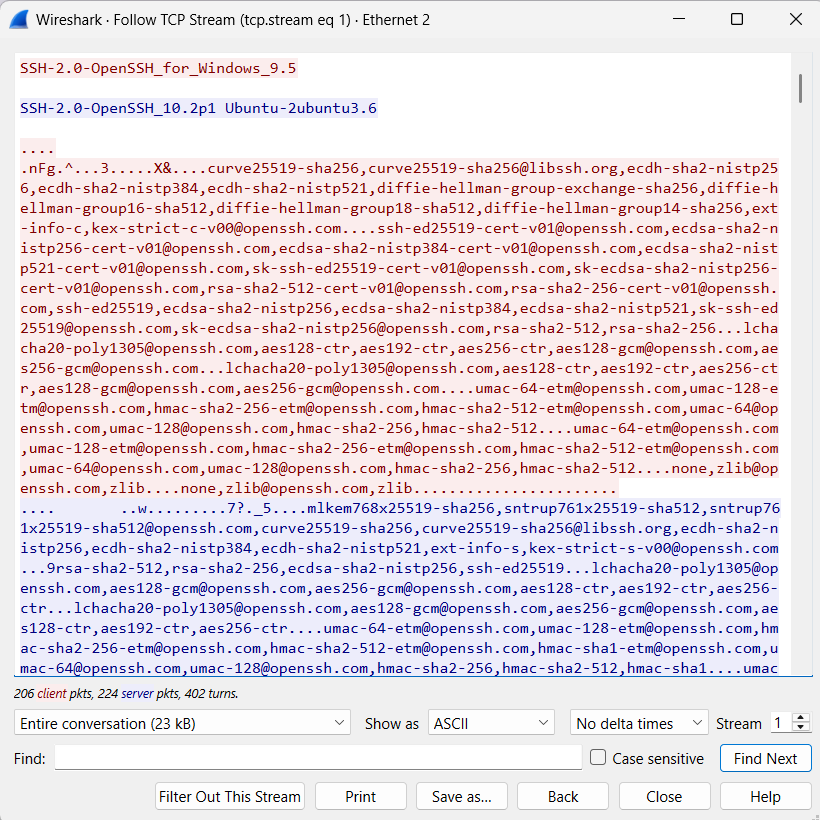 Wireshark · Follow TCP Stream (tcp.stream eq 1) · Ethernet 2
SSH-2.0-OpenSSH_for_Windows_9.5
SSH-2.0-OpenSSH_10.2p1 Ubuntu-2ubuntu3.6
....
.nFg.^...3.....X&....curve25519-sha256,curve25519-sha256@libssh.org,ecdh-sha2-nistp25
6,ecdh-sha2-nistp384,ecdh-sha2-nistp521,diffie-hellman-group-exchange-sha256,diffie-h
ellman-group16-sha512,diffie-hellman-group18-sha512,diffie-hellman-group14-sha256,ext
-info-c,kex-strict-c-v00@openssh.com....ssh-ed25519-cert-v01@openssh.com,ecdsa-sha2-n
istp256-cert-v01@openssh.com,ecdsa-sha2-nistp384-cert-v01@openssh.com,ecdsa-sha2-nist
p521-cert-v01@openssh.com,sk-ssh-ed25519-cert-v01@openssh.com,sk-ecdsa-sha2-nistp256-
cert-v01@openssh.com,rsa-sha2-512-cert-v01@openssh.com,rsa-sha2-256-cert-v01@openssh.
com,ssh-ed25519,ecdsa-sha2-nistp256,ecdsa-sha2-nistp384,ecdsa-sha2-nistp521,sk-ssh-ed
25519@openssh.com,sk-ecdsa-sha2-nistp256@openssh.com,rsa-sha2-512,rsa-sha2-256...lcha
cha20-poly1305@openssh.com,aes128-ctr,aes192-ctr,aes256-ctr,aes128-gcm@openssh.com,ae
s256-gcm@openssh.com...lchacha20-poly1305@openssh.com,aes128-ctr,aes192-ctr,aes256-ct
r,aes128-gcm@openssh.com,aes256-gcm@openssh.com....umac-64-etm@openssh.com,umac-128-e
tm@openssh.com,hmac-sha2-256-etm@openssh.com,hmac-sha2-512-etm@openssh.com,umac-64@op
enssh.com,umac-128@openssh.com,hmac-sha2-256,hmac-sha2-512....umac-64-etm@openssh.com
,umac-128-etm@openssh.com,hmac-sha2-256-etm@openssh.com,hmac-sha2-512-etm@openssh.com
,umac-64@openssh.com,umac-128@openssh.com,hmac-sha2-256,hmac-sha2-512....none,zlib@op
enssh.com,zlib....none,zlib@openssh.com,zlib......................
....       ..w.........7?._5....mlkem768x25519-sha256,sntrup761x25519-sha512,sntrup76
1x25519-sha512@openssh.com,curve25519-sha256,curve25519-sha256@libssh.org,ecdh-sha2-n
istp256,ecdh-sha2-nistp384,ecdh-sha2-nistp521,ext-info-s,kex-strict-s-v00@openssh.com
...9rsa-sha2-512,rsa-sha2-256,ecdsa-sha2-nistp256,ssh-ed25519...lchacha20-poly1305@op
enssh.com,aes128-gcm@openssh.com,aes256-gcm@openssh.com,aes128-ctr,aes192-ctr,aes256-
ctr...lchacha20-poly1305@openssh.com,aes128-gcm@openssh.com,aes256-gcm@openssh.com,ae
s128-ctr,aes192-ctr,aes256-ctr....umac-64-etm@openssh.com,umac-128-etm@openssh.com,hm
ac-sha2-256-etm@openssh.com,hmac-sha2-512-etm@openssh.com,hmac-sha1-etm@openssh.com,u
mac-64@openssh.com,umac-128@openssh.com,hmac-sha2-256,hmac-sha2-512,hmac-sha1....umac
206 client pkts, 224 server pkts, 402 turns.
Entire conversation (23 kB) Show as ASCII No delta times Stream 1
Find: Case sensitive Find Next
Filter Out This Stream Print Save as... Back Close Help